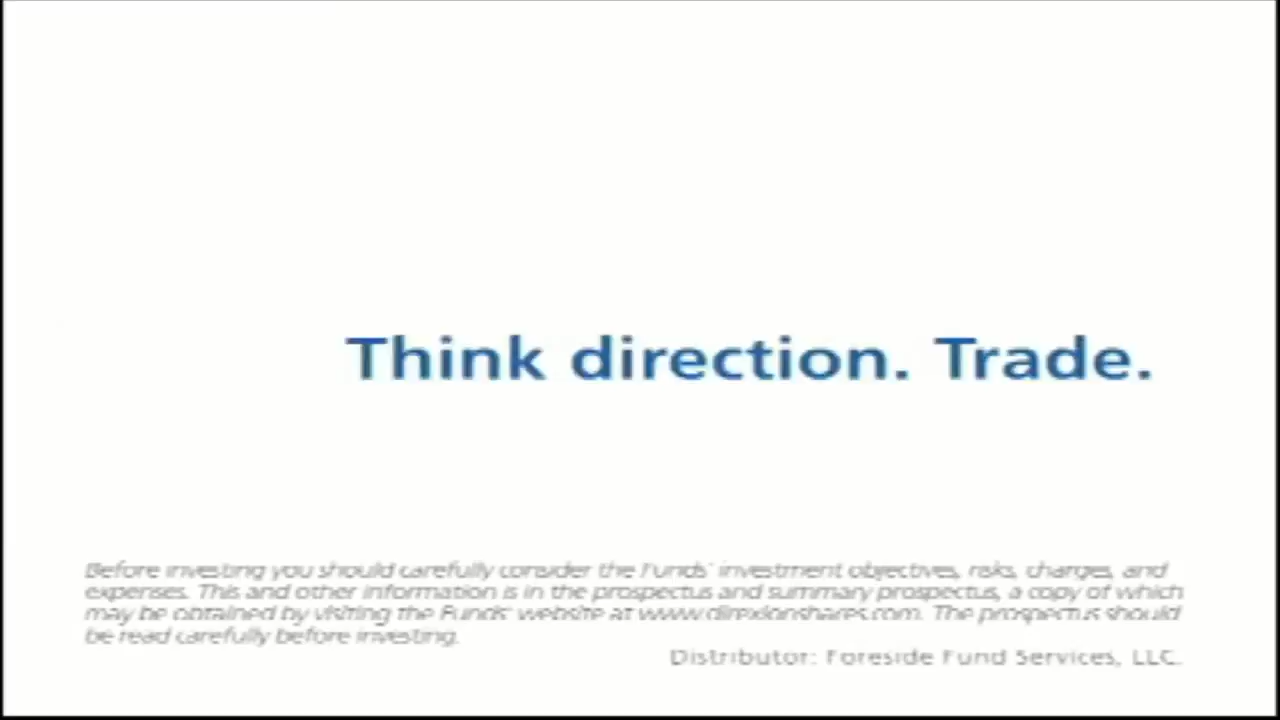 Think direction. Trade.
Before investing you should carefully consider the Funds' investment objectives, risks, charges, and
expenses. This and other information is in the prospectus and summary prospectus, a copy of which
may be obtained by visiting the Funds' website at www.direxionshares.com. The prospectus should
be read carefully before investing.
Distributor: Foreside Fund Services, LLC.